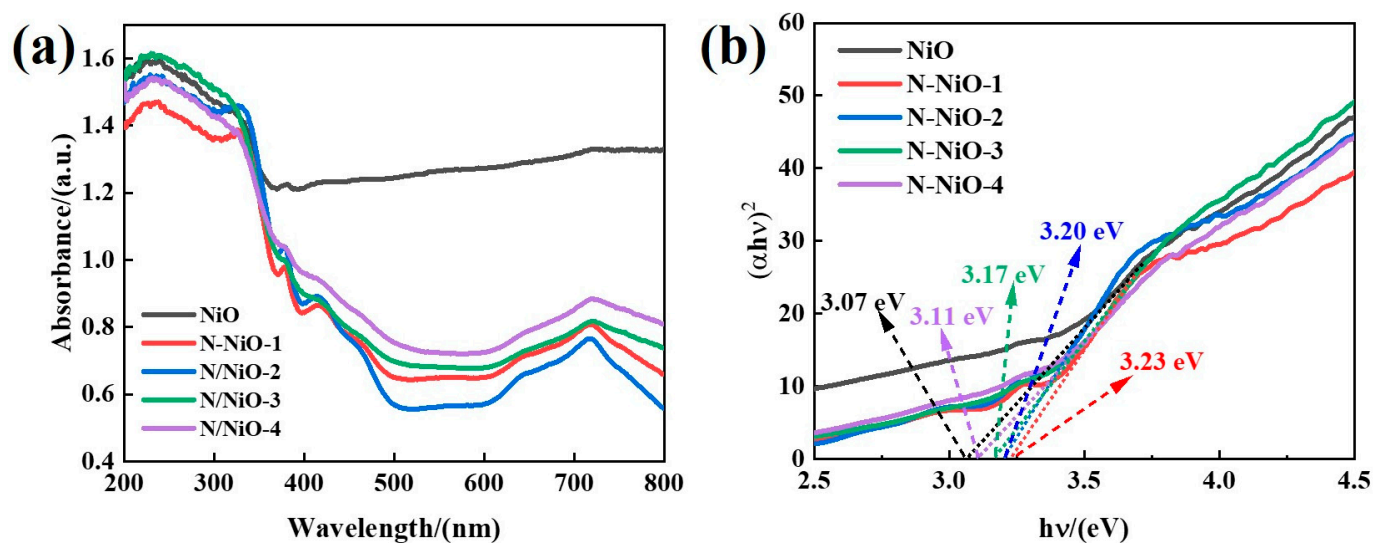 (a)
1.6
1.4
1.2
1.0
0.8
0.6
0.4
Absorbance/(a.u.)
NiO
N-NiO-1
N/NiO-2
N/NiO-3
N/NiO-4
200 300 400 500 600 700 800
Wavelength/(nm)
(b)
60
50
40
30
20
10
0
(αhν)²
NiO
N-NiO-1
N-NiO-2
N-NiO-3
N-NiO-4
3.20 eV
3.17 eV
3.07 eV
3.11 eV
3.23 eV
2.5 3.0 3.5 4.0 4.5
hν/(eV)